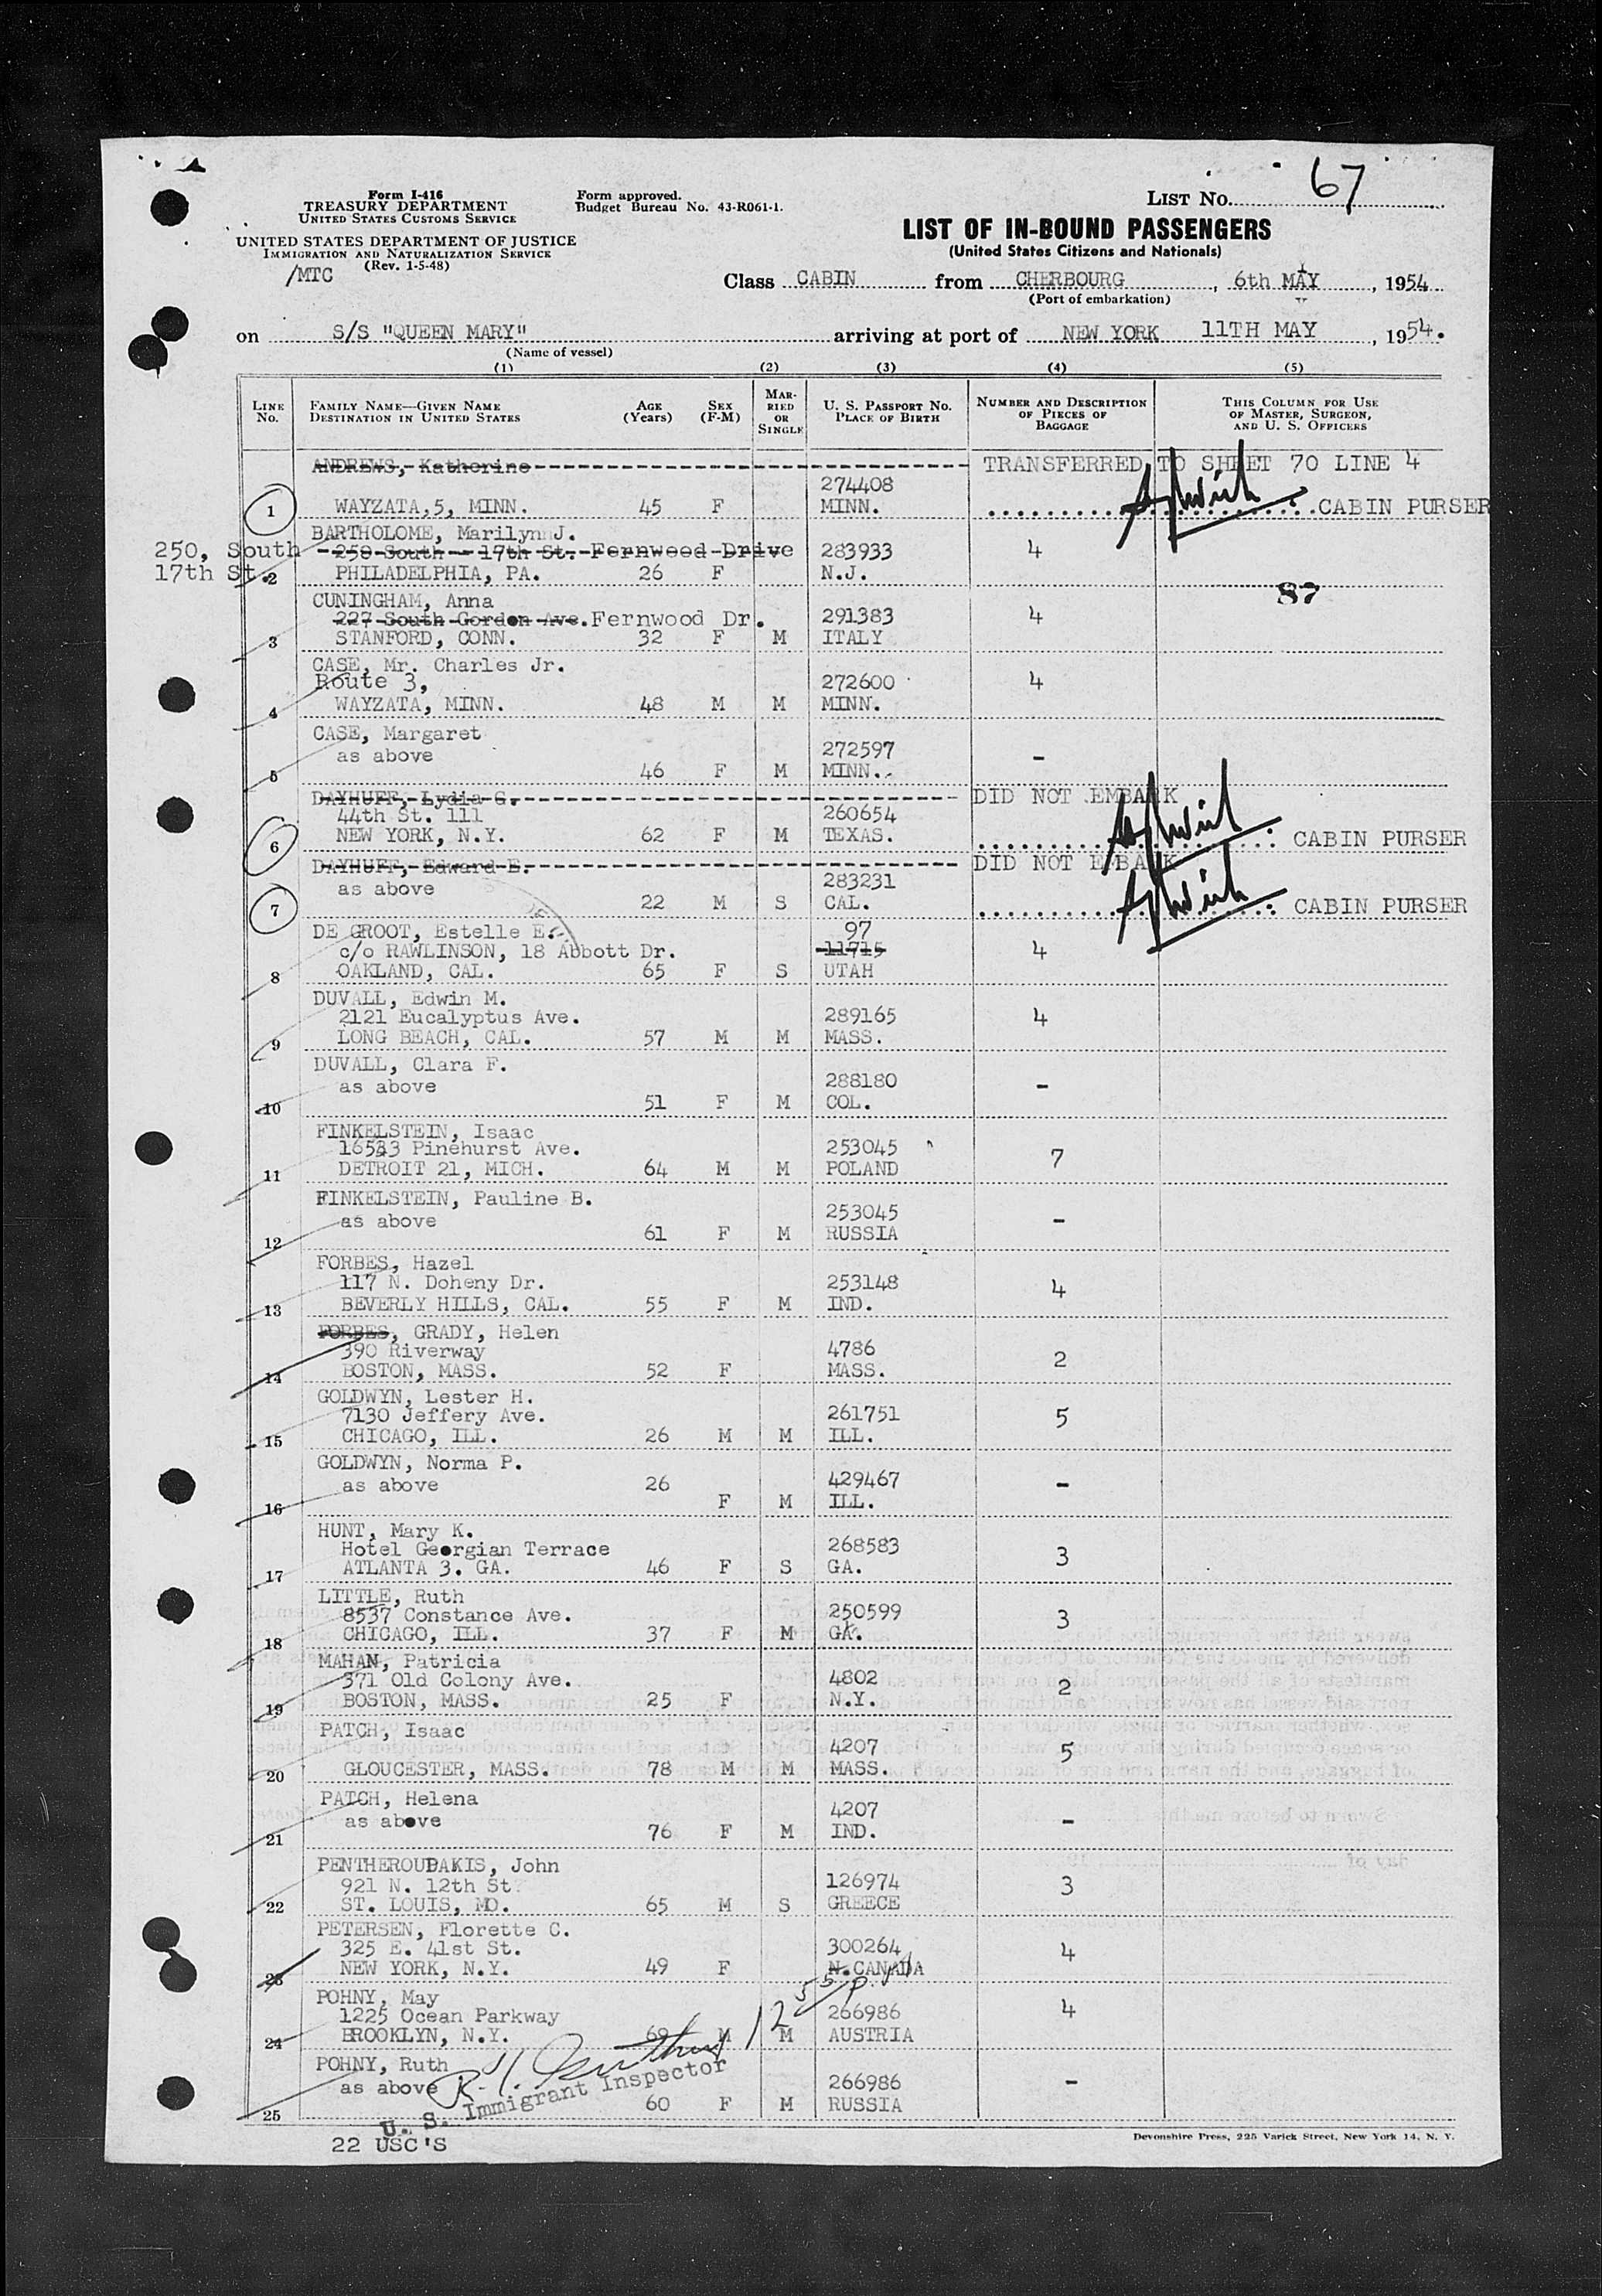 67
Form I-416
TREASURY DEPARTMENT
UNITED STATES CUSTOMS SERVICE
Form approved.
Budget Bureau No. 43-R061-1.
LIST No.
UNITED STATES DEPARTMENT OF JUSTICE
IMMIGRATION AND NATURALIZATION SERVICE
(Rev. 1-5-48)
/MTC
LIST OF IN-BOUND PASSENGERS
(United States Citizens and Nationals)
Class CABIN from CHERBOURG, 6th MAY, 1954
(Port of embarkation)
on S/S "QUEEN MARY" arriving at port of NEW YORK 11TH MAY, 1954.
(Name of vessel)
(1) (2) (3) (4) (5)
LINE No. FAMILY NAME—GIVEN NAME DESTINATION IN UNITED STATES AGE (Years) SEX (F-M) MARRIED OR SINGLE U. S. PASSPORT No. PLACE OF BIRTH NUMBER AND DESCRIPTION OF PIECES OF BAGGAGE THIS COLUMN FOR USE OF MASTER, SURGEON, AND U. S. OFFICERS
ANDREWS, Katherine TRANSFERRED TO SHEET 70 LINE 4
274408
1 WAYZATA,5, MINN. 45 F MINN. CABIN PURSER
BARTHOLOME, Marilyn J.
250, South 250 South - 17th St. Fernwood Drive 283933 4
17th St. 2 PHILADELPHIA, PA. 26 F N.J.
87
CUNINGHAM, Anna
227 South Gordon Ave. Fernwood Dr. 291383 4
3 STANFORD, CONN. 32 F M ITALY
CASE, Mr. Charles Jr.
Route 3, 272600 4
4 WAYZATA, MINN. 48 M M MINN.
CASE, Margaret
as above 272597 -
5 46 F M MINN.
DAYHUFF, Lydia G. DID NOT EMBARK
44th St. 111 260654
6 NEW YORK, N.Y. 62 F M TEXAS. CABIN PURSER
DAYHUFF, Edward E. DID NOT EMBARK
as above 283231
7 22 M S CAL. CABIN PURSER
DE GROOT, Estelle E. 97
c/o RAWLINSON, 18 Abbott Dr. 11715 4
8 OAKLAND, CAL. 65 F S UTAH
DUVALL, Edwin M.
2121 Eucalyptus Ave. 289165 4
9 LONG BEACH, CAL. 57 M M MASS.
DUVALL, Clara F.
as above 288180 -
10 51 F M COL.
FINKELSTEIN, Isaac
16533 Pinehurst Ave. 253045 7
11 DETROIT 21, MICH. 64 M M POLAND
FINKELSTEIN, Pauline B.
as above 253045 -
12 61 F M RUSSIA
FORBES, Hazel
117 N. Doheny Dr. 253148 4
13 BEVERLY HILLS, CAL. 55 F M IND.
FORBES, GRADY, Helen
390 Riverway 4786 2
14 BOSTON, MASS. 52 F MASS.
GOLDWYN, Lester H.
7130 Jeffery Ave. 261751 5
15 CHICAGO, ILL. 26 M M ILL.
GOLDWYN, Norma P.
as above 26 429467 -
16 F M ILL.
HUNT, Mary K.
Hotel Georgian Terrace 268583 3
17 ATLANTA 3. GA. 46 F S GA.
LITTLE, Ruth
8537 Constance Ave. 250599 3
18 CHICAGO, ILL. 37 F M GA.
MAHAN, Patricia
371 Old Colony Ave. 4802 2
19 BOSTON, MASS. 25 F N.Y.
PATCH, Isaac
4207 5
20 GLOUCESTER, MASS. 78 M M MASS.
PATCH, Helena
as above 4207 -
21 76 F M IND.
PENTHEROUDAKIS, John
921 N. 12th St. 126974 3
22 ST. LOUIS, MO. 65 M S GREECE
PETERSEN, Florette C.
325 E. 41st St. 300264 4
23 NEW YORK, N.Y. 49 F N.CANADA
POHNY, May 12 55 p.m
1225 Ocean Parkway 266986 4
24 BROOKLYN, N.Y. 69 M M AUSTRIA
POHNY, Ruth
as above 266986 -
25 60 F M RUSSIA
U. S. Immigrant Inspector
22 USC'S
Devonshire Press, 225 Varick Street, New York 14, N. Y.